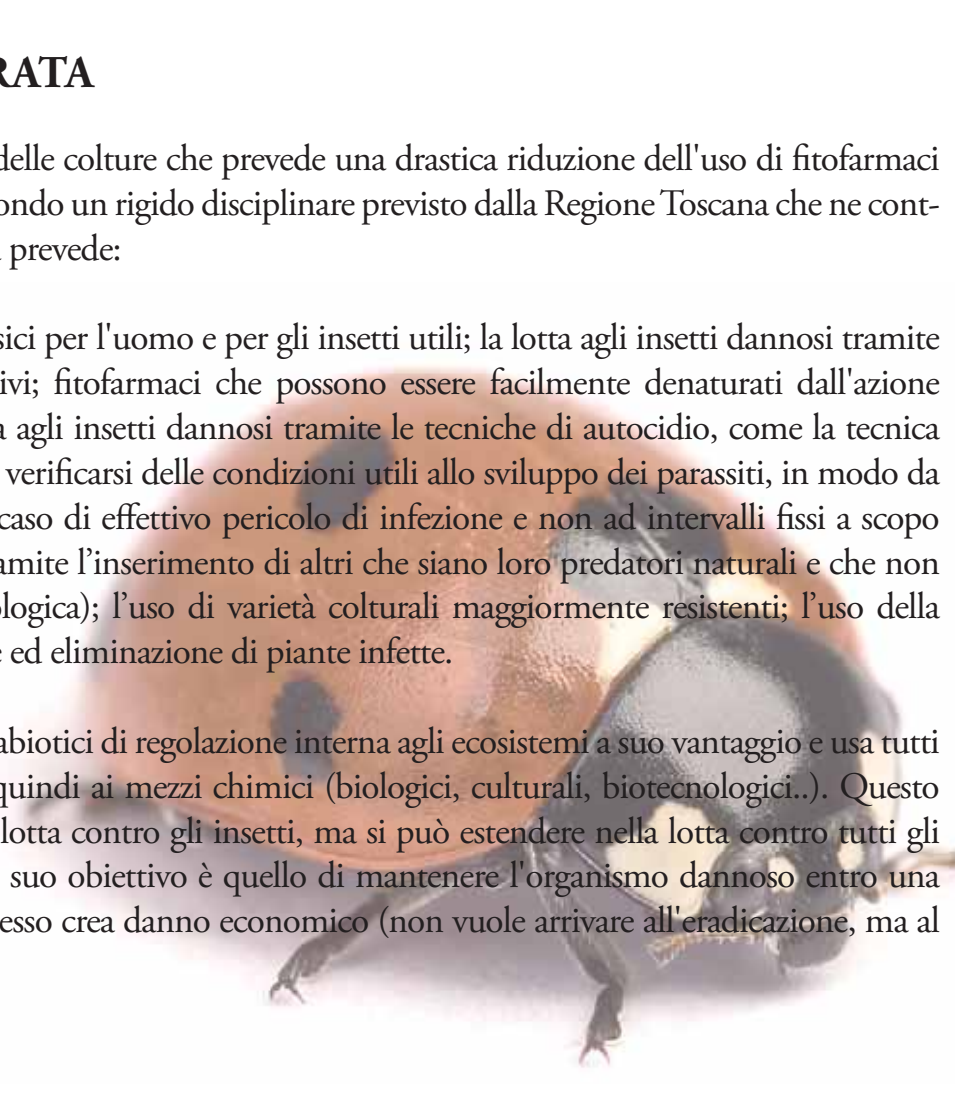 RATA
delle colture che prevede una drastica riduzione dell'uso di fitofarmaci
ondo un rigido disciplinare previsto dalla Regione Toscana che ne cont-
prevede:
sici per l'uomo e per gli insetti utili; la lotta agli insetti dannosi tramite
ivi; fitofarmaci che possono essere facilmente denaturati dall'azione
a agli insetti dannosi tramite le tecniche di autocidio, come la tecnica
verificarsi delle condizioni utili allo sviluppo dei parassiti, in modo da
caso di effettivo pericolo di infezione e non ad intervalli fissi a scopo
amite l’inserimento di altri che siano loro predatori naturali e che non
ologica); l’uso di varietà colturali maggiormente resistenti; l’uso della
e ed eliminazione di piante infette.
abiotici di regolazione interna agli ecosistemi a suo vantaggio e usa tutti
quindi ai mezzi chimici (biologici, culturali, biotecnologici..). Questo
lotta contro gli insetti, ma si può estendere nella lotta contro tutti gli
suo obiettivo è quello di mantenere l'organismo dannoso entro una
esso crea danno economico (non vuole arrivare all'eradicazione, ma al